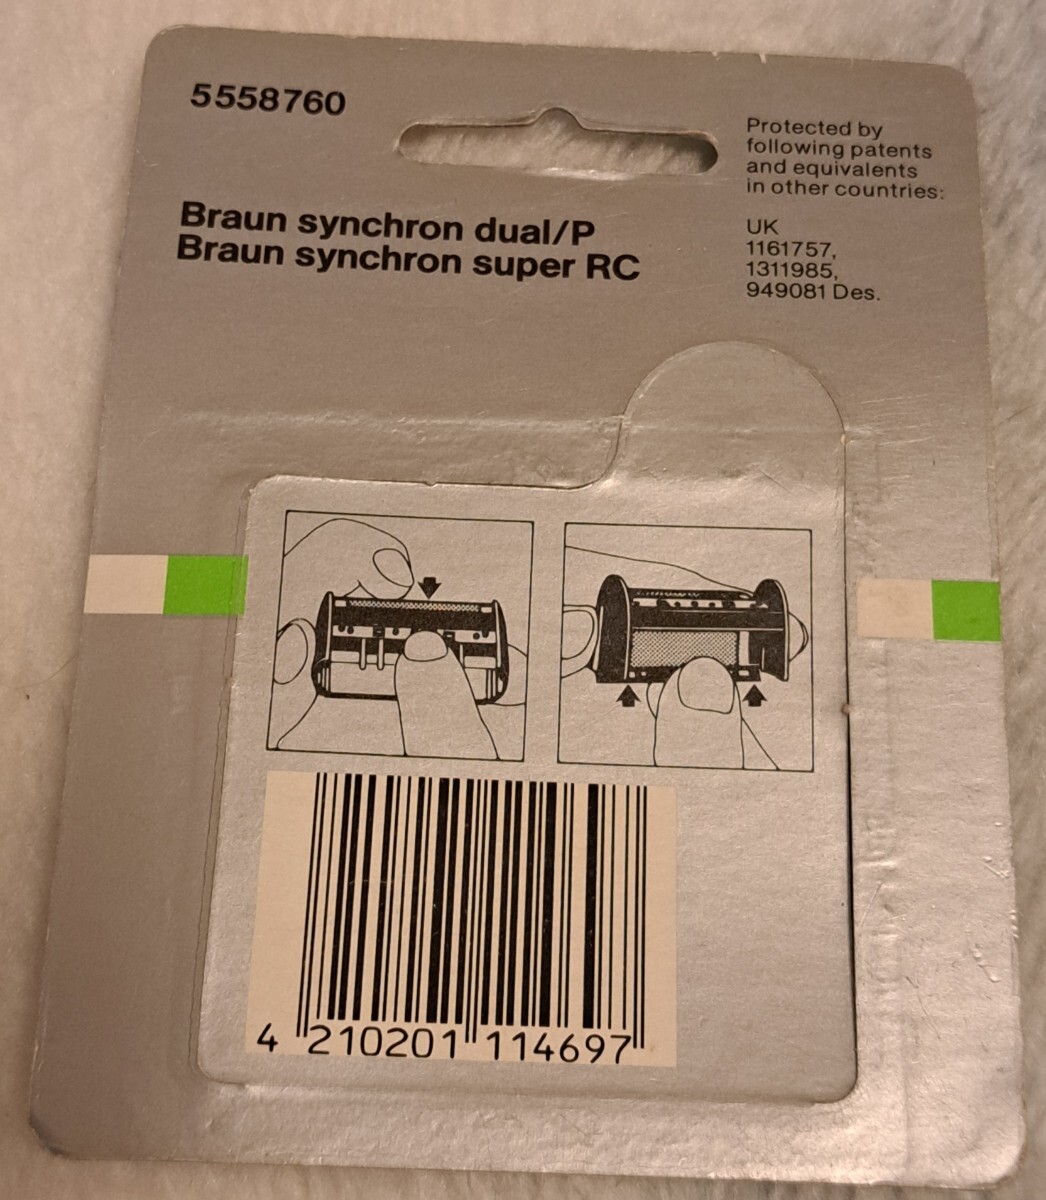 5558760
Protected by
following patents
and equivalents
in other countries:
UK
1161757,
1311985,
949081 Des.
Braun synchron dual/P
Braun synchron super RC
4 210201 114697